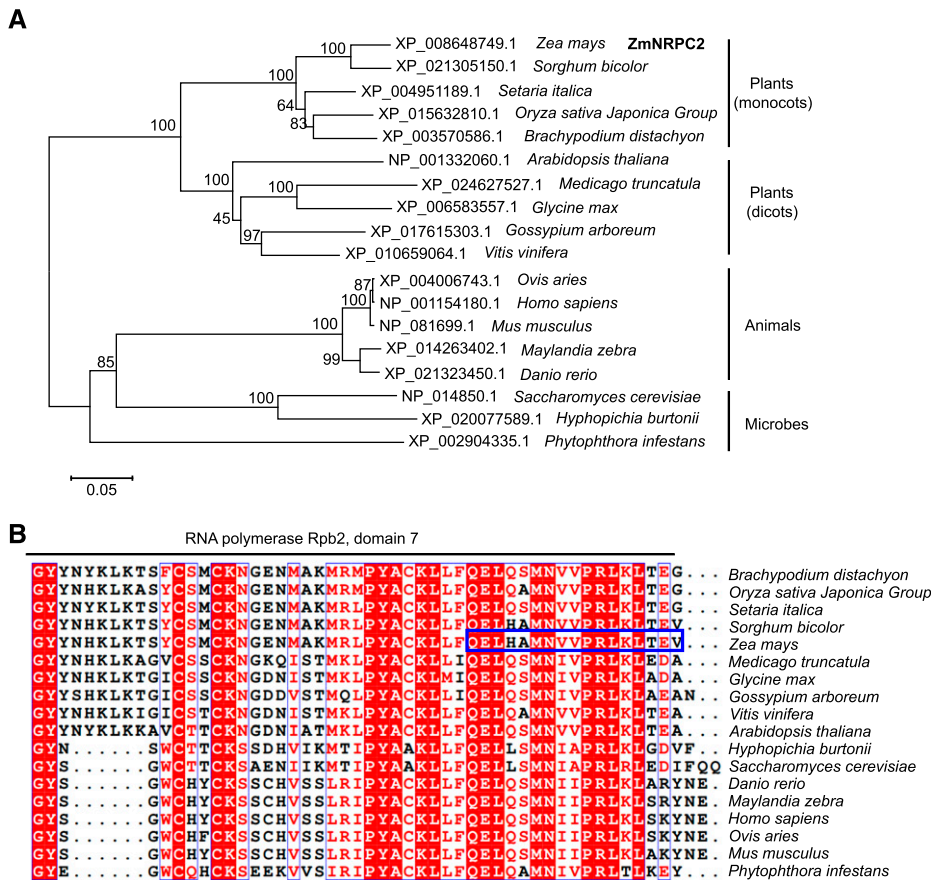 A
XP_008648749.1 Zea mays ZmNRPC2
100
XP_021305150.1 Sorghum bicolor
100
XP_004951189.1 Setaria italica
64
XP_015632810.1 Oryza sativa Japonica Group
83
XP_003570586.1 Brachypodium distachyon
Plants
(monocots)
100
NP_001332060.1 Arabidopsis thaliana
100
XP_024627527.1 Medicago truncatula
100
XP_006583557.1 Glycine max
45
XP_017615303.1 Gossypium arboreum
97
XP_010659064.1 Vitis vinifera
Plants
(dicots)
XP_004006743.1 Ovis aries
87
NP_001154180.1 Homo sapiens
100
NP_081699.1 Mus musculus
100
XP_014263402.1 Maylandia zebra
99
XP_021323450.1 Danio rerio
Animals
85
NP_014850.1 Saccharomyces cerevisiae
100
XP_020077589.1 Hyphopichia burtonii
XP_002904335.1 Phytophthora infestans
Microbes
0.05
B
RNA polymerase Rpb2, domain 7
GYYNYKLKTSFCSMCKNGENMAKMRMPYACKLLFQELQSMNVVPRLKLTEG... Brachypodium distachyon
GYYNHKLKASYCSMCKNGENMAKMRLPYACKLLFQELQAMNVVPRLKLTEG... Oryza sativa Japonica Group
GYYNYKLKTSYCSMCKNGENMAKMRLPYACKLLFQELQSMNVVPRLKLTEG... Setaria italica
GYYNHKLKTSYCSMCKNGENMAKMRLPYACKLLFQELHAMNVVPRLKLTEV... Sorghum bicolor
GYYNHKLKTSYCSMCKNGENMAKMRLPYACKLLFQELHAMNVVPRLKLTEV... Zea mays
GYYNHKLKAGVCSSCKNGKQISTMKLPYACKLLIQELQSMNIVPRLKLEDA... Medicago truncatula
GYYNHKLKTGICSSCKNGDNISTMKLPYACKLMIQELQSMNIVPRLKLADA... Glycine max
GYYSHKLKTGICSSCKNGDDVSTMQLPYACKLLIQELQSMNIVPRLKLAEAN.. Gossypium arboreum
GYYNHKLKIGICSTCKNGDNISTMKLPYACKLLFQELQAMNVVPRLKLTEA... Vitis vinifera
GYYNYKLKKAVCTTCKNGDNIATMKLPYACKLLFQELQSMNVVPRLKLTEA... Arabidopsis thaliana
GYN......SWCTTCKSSDHVIKMTIPYAAKLLFQELLSMNIAPRLKLGDVF.. Hyphopichia burtonii
GYS......GWCTTCKSAENIIKMTIPYAAKLLFQELLSMNIAPRLRLEDIFQQ Saccharomyces cerevisiae
GYS......GWCHYCKSSCHVSSLRIPYACKLLFQELQSMNIIPRLKLARYNE. Danio rerio
GYS......GWCHYCKSSCHVSSLRIPYACKLLFQELQSMNIIPRLKLSRYNE. Maylandia zebra
GYS......GWCHYCKSSCHVSSLRIPYACKLLFQELQSMNIIPRLKLSKYNE. Homo sapiens
GYS......GWCHFCKSSCHVSSLRIPYACKLLFQELQSMNIIPRLKLSKYNE. Ovis aries
GYS......GWCHYCKSSCHVSSLRIPYACKLLFQELQSMNIIPRLKLAKYNE. Mus musculus
GYE......GWCQHCKSEEKVVSIRIPYACKLLFQELQSMNIIPRLTLKEY... Phytophthora infestans